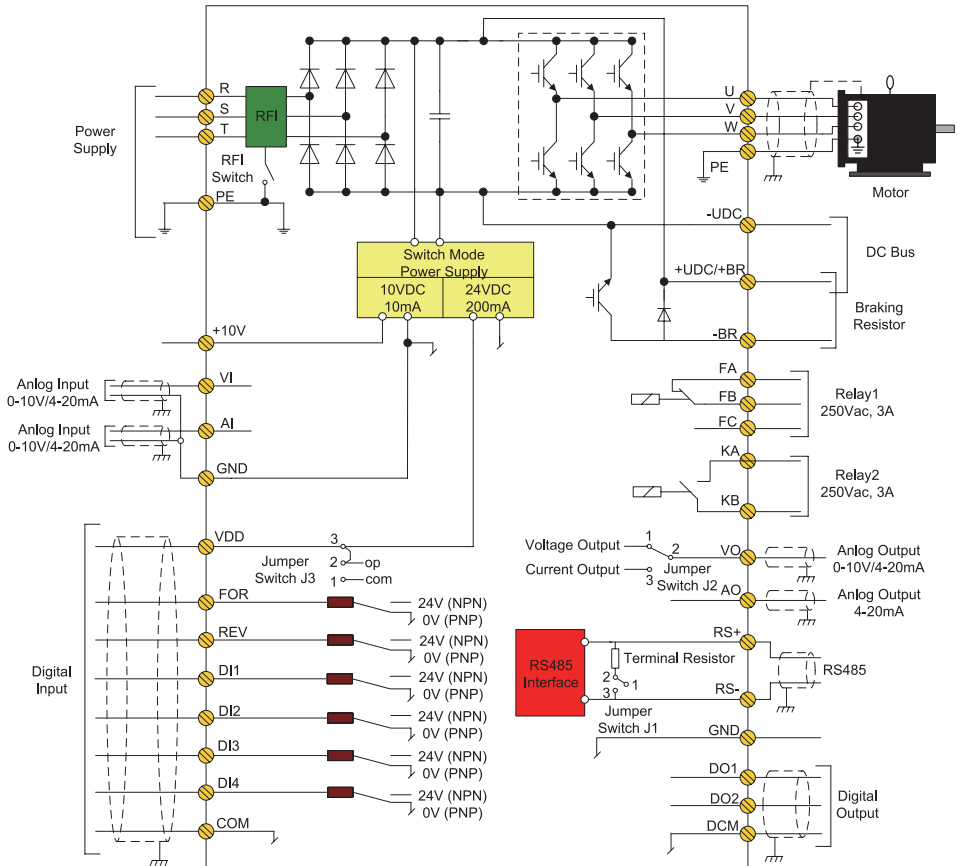 R
S
T
RFI
Power
Supply
RFI
Switch
PE
U
V
W
PE
Motor
-UDC
+UDC/+BR
-BR
DC Bus
Braking
Resistor
Switch Mode
Power Supply
10VDC
10mA
24VDC
200mA
+10V
VI
Anlog Input
0-10V/4-20mA
AI
Anlog Input
0-10V/4-20mA
GND
FA
FB
FC
Relay1
250Vac, 3A
KA
KB
Relay2
250Vac, 3A
VDD
3
2
op
1
com
Jumper
Switch J3
Voltage Output
1
2
Current Output
3
Jumper
Switch J2
VO
Anlog Output
0-10V/4-20mA
AO
Anlog Output
4-20mA
Digital
Input
FOR
24V (NPN)
0V (PNP)
REV
24V (NPN)
0V (PNP)
DI1
24V (NPN)
0V (PNP)
DI2
24V (NPN)
0V (PNP)
DI3
24V (NPN)
0V (PNP)
DI4
24V (NPN)
0V (PNP)
COM
RS485
Interface
Terminal Resistor
2
1
3
Jumper
Switch J1
RS+
RS-
RS485
GND
DO1
DO2
DCM
Digital
Output